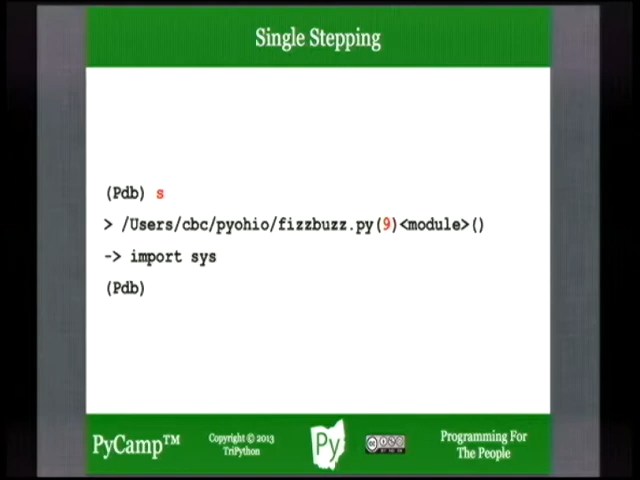 Single Stepping
(Pdb) s
> /Users/cbc/pyohio/fizzbuzz.py(9)<module>()
-> import sys
(Pdb)
PyCamp™
Copyright © 2013
TriPython
Py
Programming For
The People